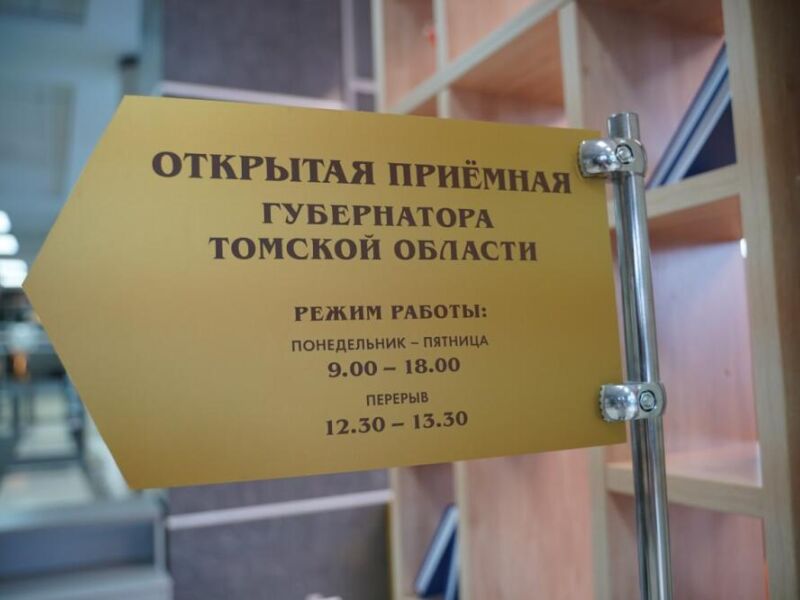 ОТКРЫТАЯ ПРИЁМНАЯ
ГУБЕРНАТОРА
ТОМСКОЙ ОБЛАСТИ
РЕЖИМ РАБОТЫ:
ПОНЕДЕЛЬНИК – ПЯТНИЦА
9.00 – 18.00
ПЕРЕРЫВ
12.30 – 13.30